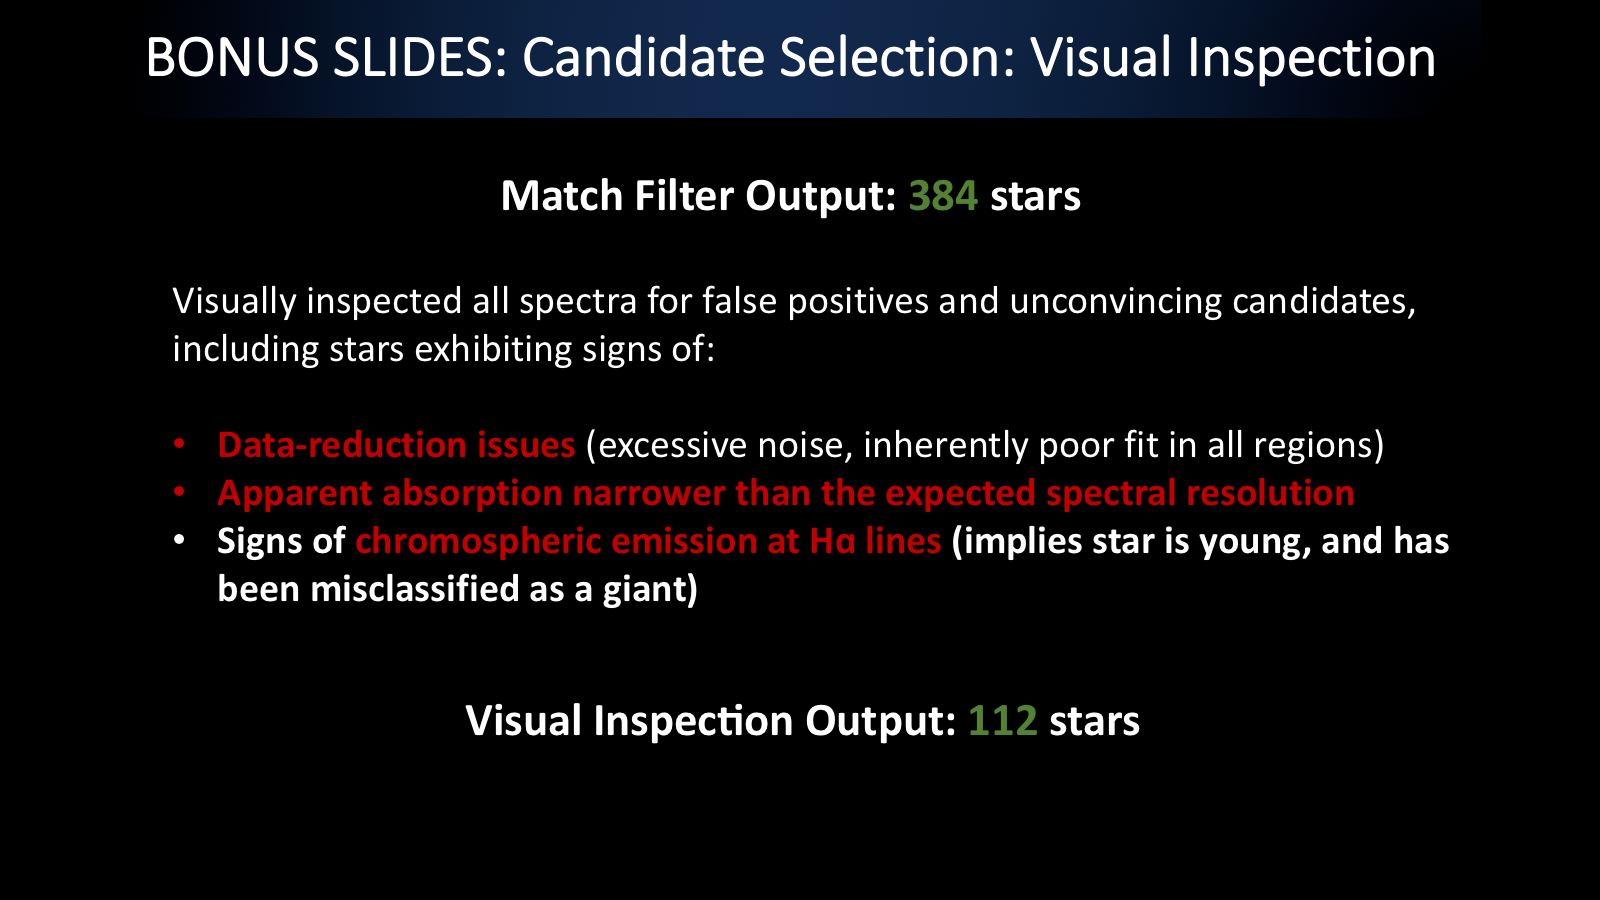 BONUS SLIDES: Candidate Selection: Visual Inspection
Match Filter Output: 384 stars
Visually inspected all spectra for false positives and unconvincing candidates,
including stars exhibiting signs of:
• Data-reduction issues (excessive noise, inherently poor fit in all regions)
• Apparent absorption narrower than the expected spectral resolution
• Signs of chromospheric emission at Hα lines (implies star is young, and has
been misclassified as a giant)
Visual Inspection Output: 112 stars